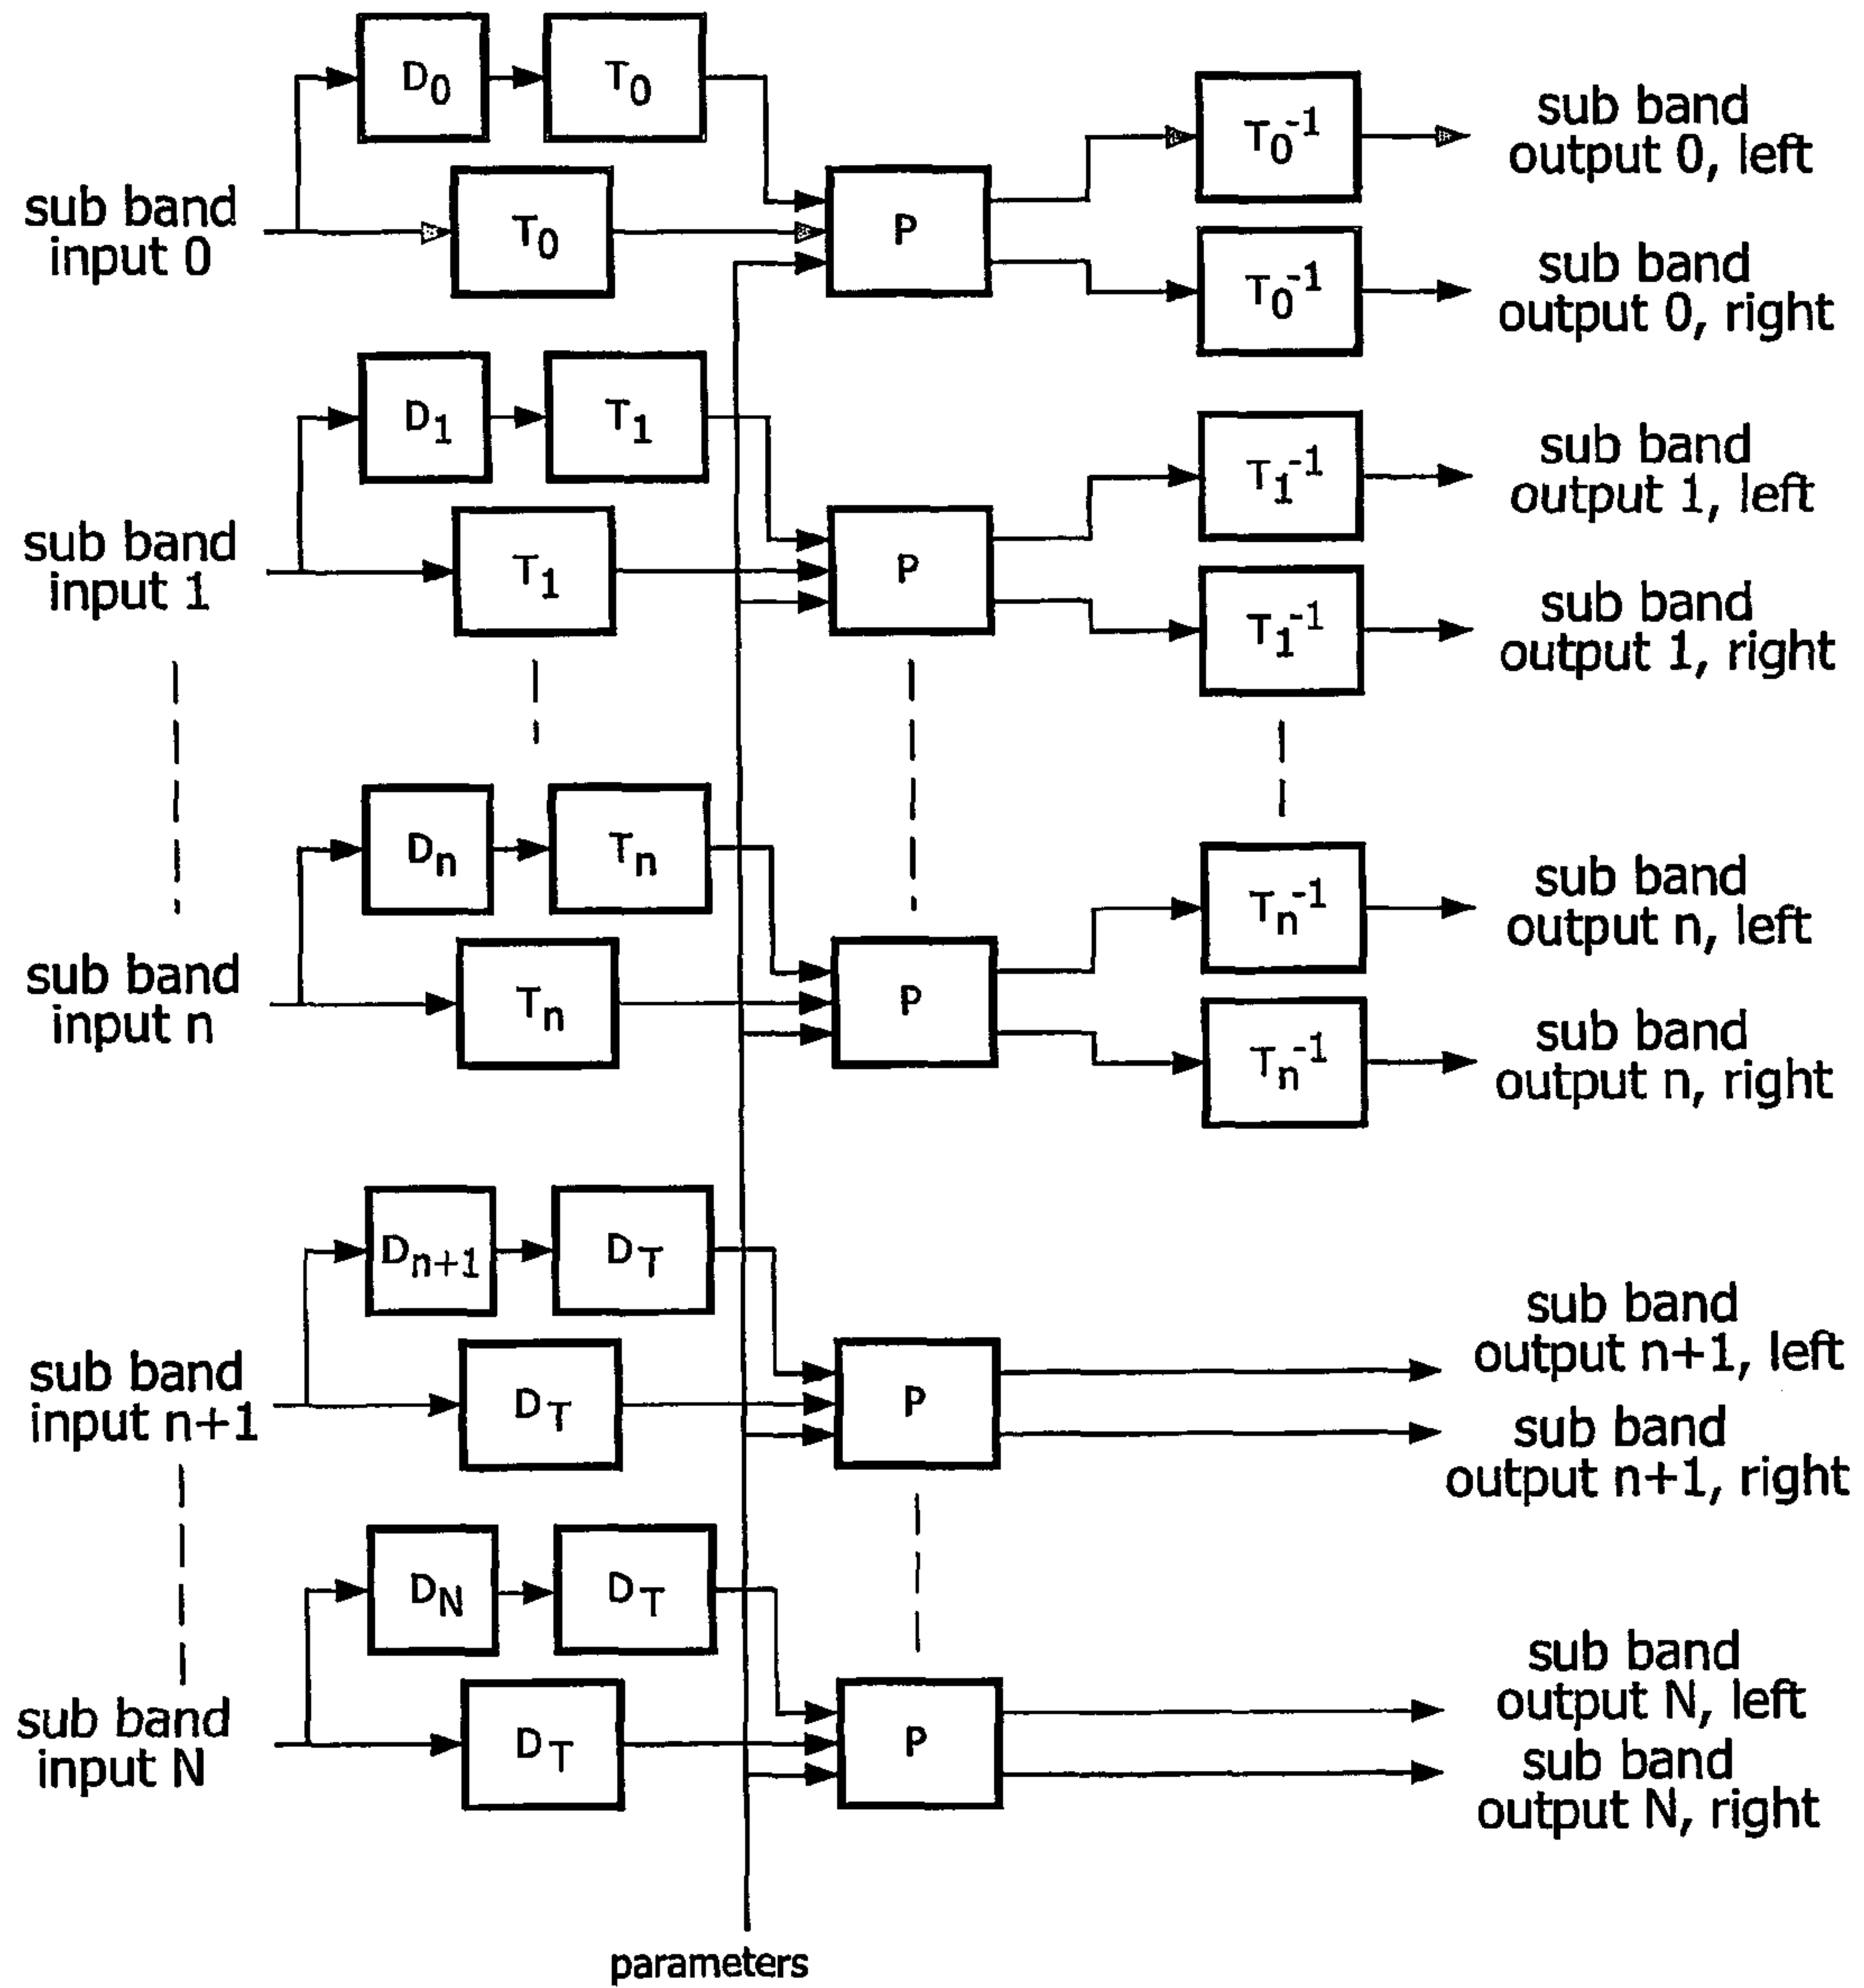 D0
T0
sub band
input 0
T0
P
T0^-1
sub band
output 0, left
T0^-1
sub band
output 0, right
D1
T1
sub band
input 1
T1
P
T1^-1
sub band
output 1, left
T1^-1
sub band
output 1, right
Dn
Tn
sub band
input n
Tn
P
Tn^-1
sub band
output n, left
Tn^-1
sub band
output n, right
Dn+1
DT
sub band
input n+1
DT
P
sub band
output n+1, left
sub band
output n+1, right
DN
DT
sub band
input N
DT
P
sub band
output N, left
sub band
output N, right
parameters